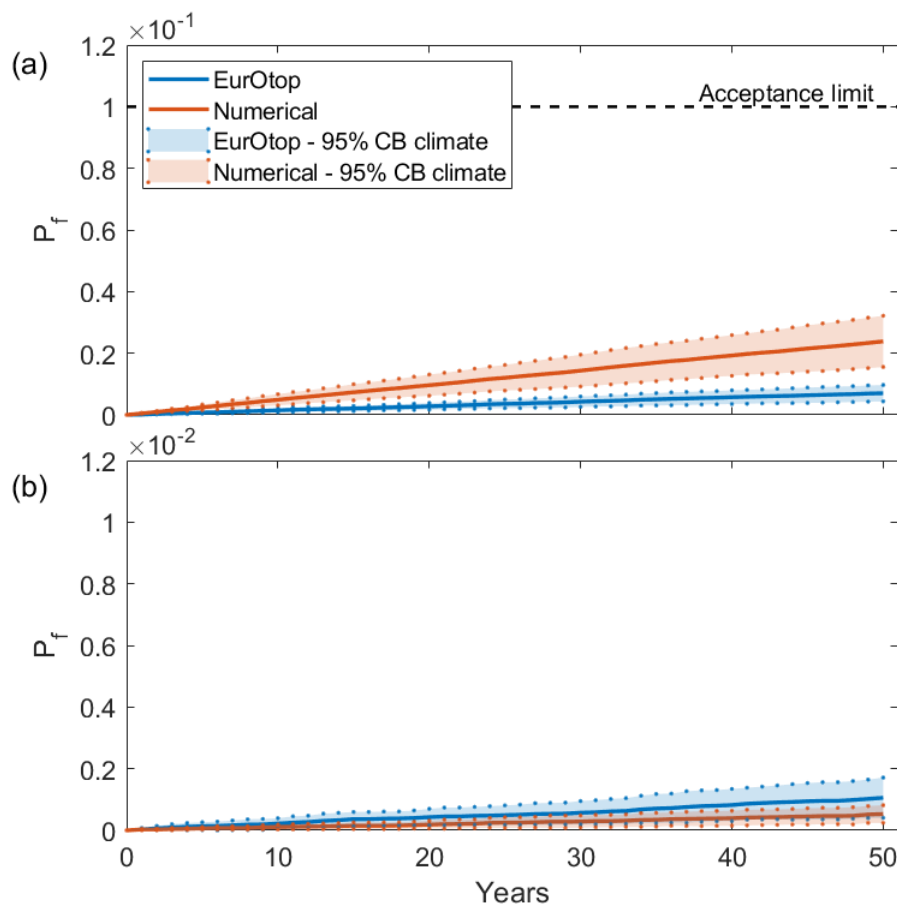 ×10⁻¹
(a)
1.2
1
0.8
0.6
0.4
0.2
0
P_f
EurOtop
Numerical
EurOtop - 95% CB climate
Numerical - 95% CB climate
Acceptance limit
×10⁻²
(b)
1.2
1
0.8
0.6
0.4
0.2
0
P_f
0 10 20 30 40 50
Years